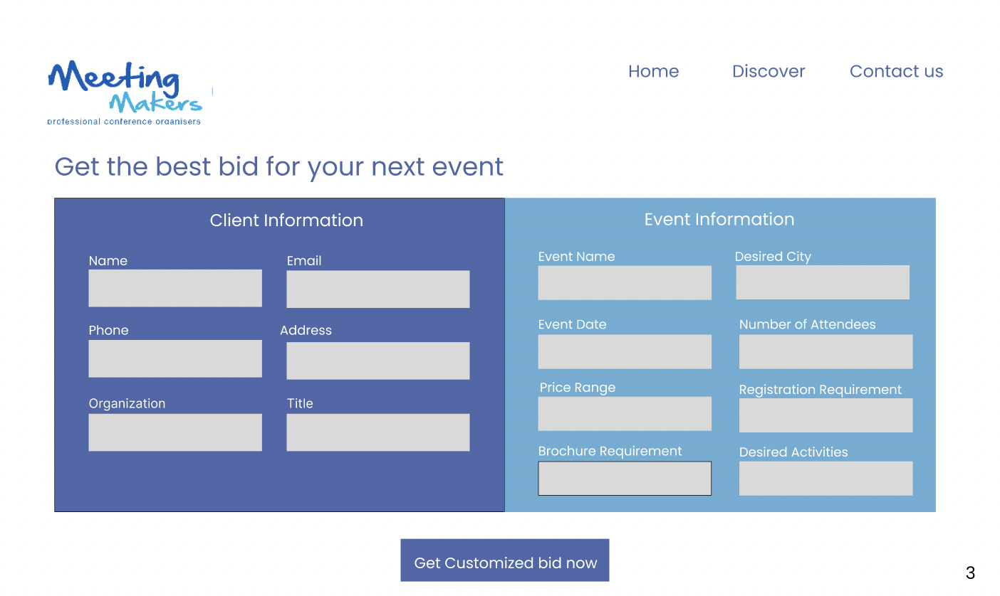 Meeting
Makers
professional conference organisers
Home Discover Contact us
Get the best bid for your next event
Client Information
Name Email
Phone Address
Organization Title
Event Information
Event Name Desired City
Event Date Number of Attendees
Price Range Registration Requirement
Brochure Requirement Desired Activities
Get Customized bid now
3